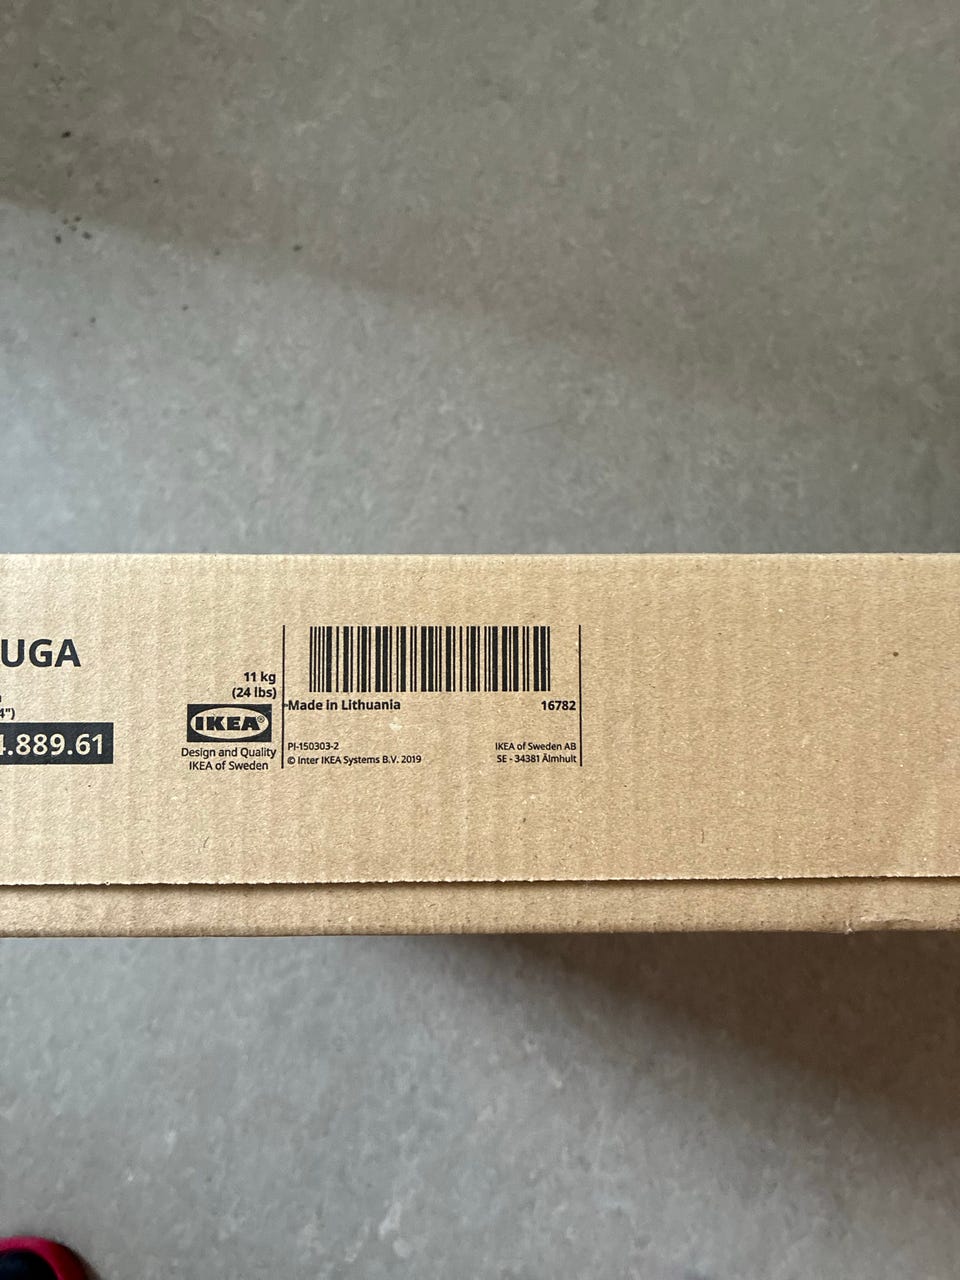 UGA
4")
.889.61
11 kg
(24 lbs)
IKEA®
Design and Quality
IKEA of Sweden
Made in Lithuania
16782
PI-150303-2
© Inter IKEA Systems B.V. 2019
IKEA of Sweden AB
SE - 34381 Älmhult